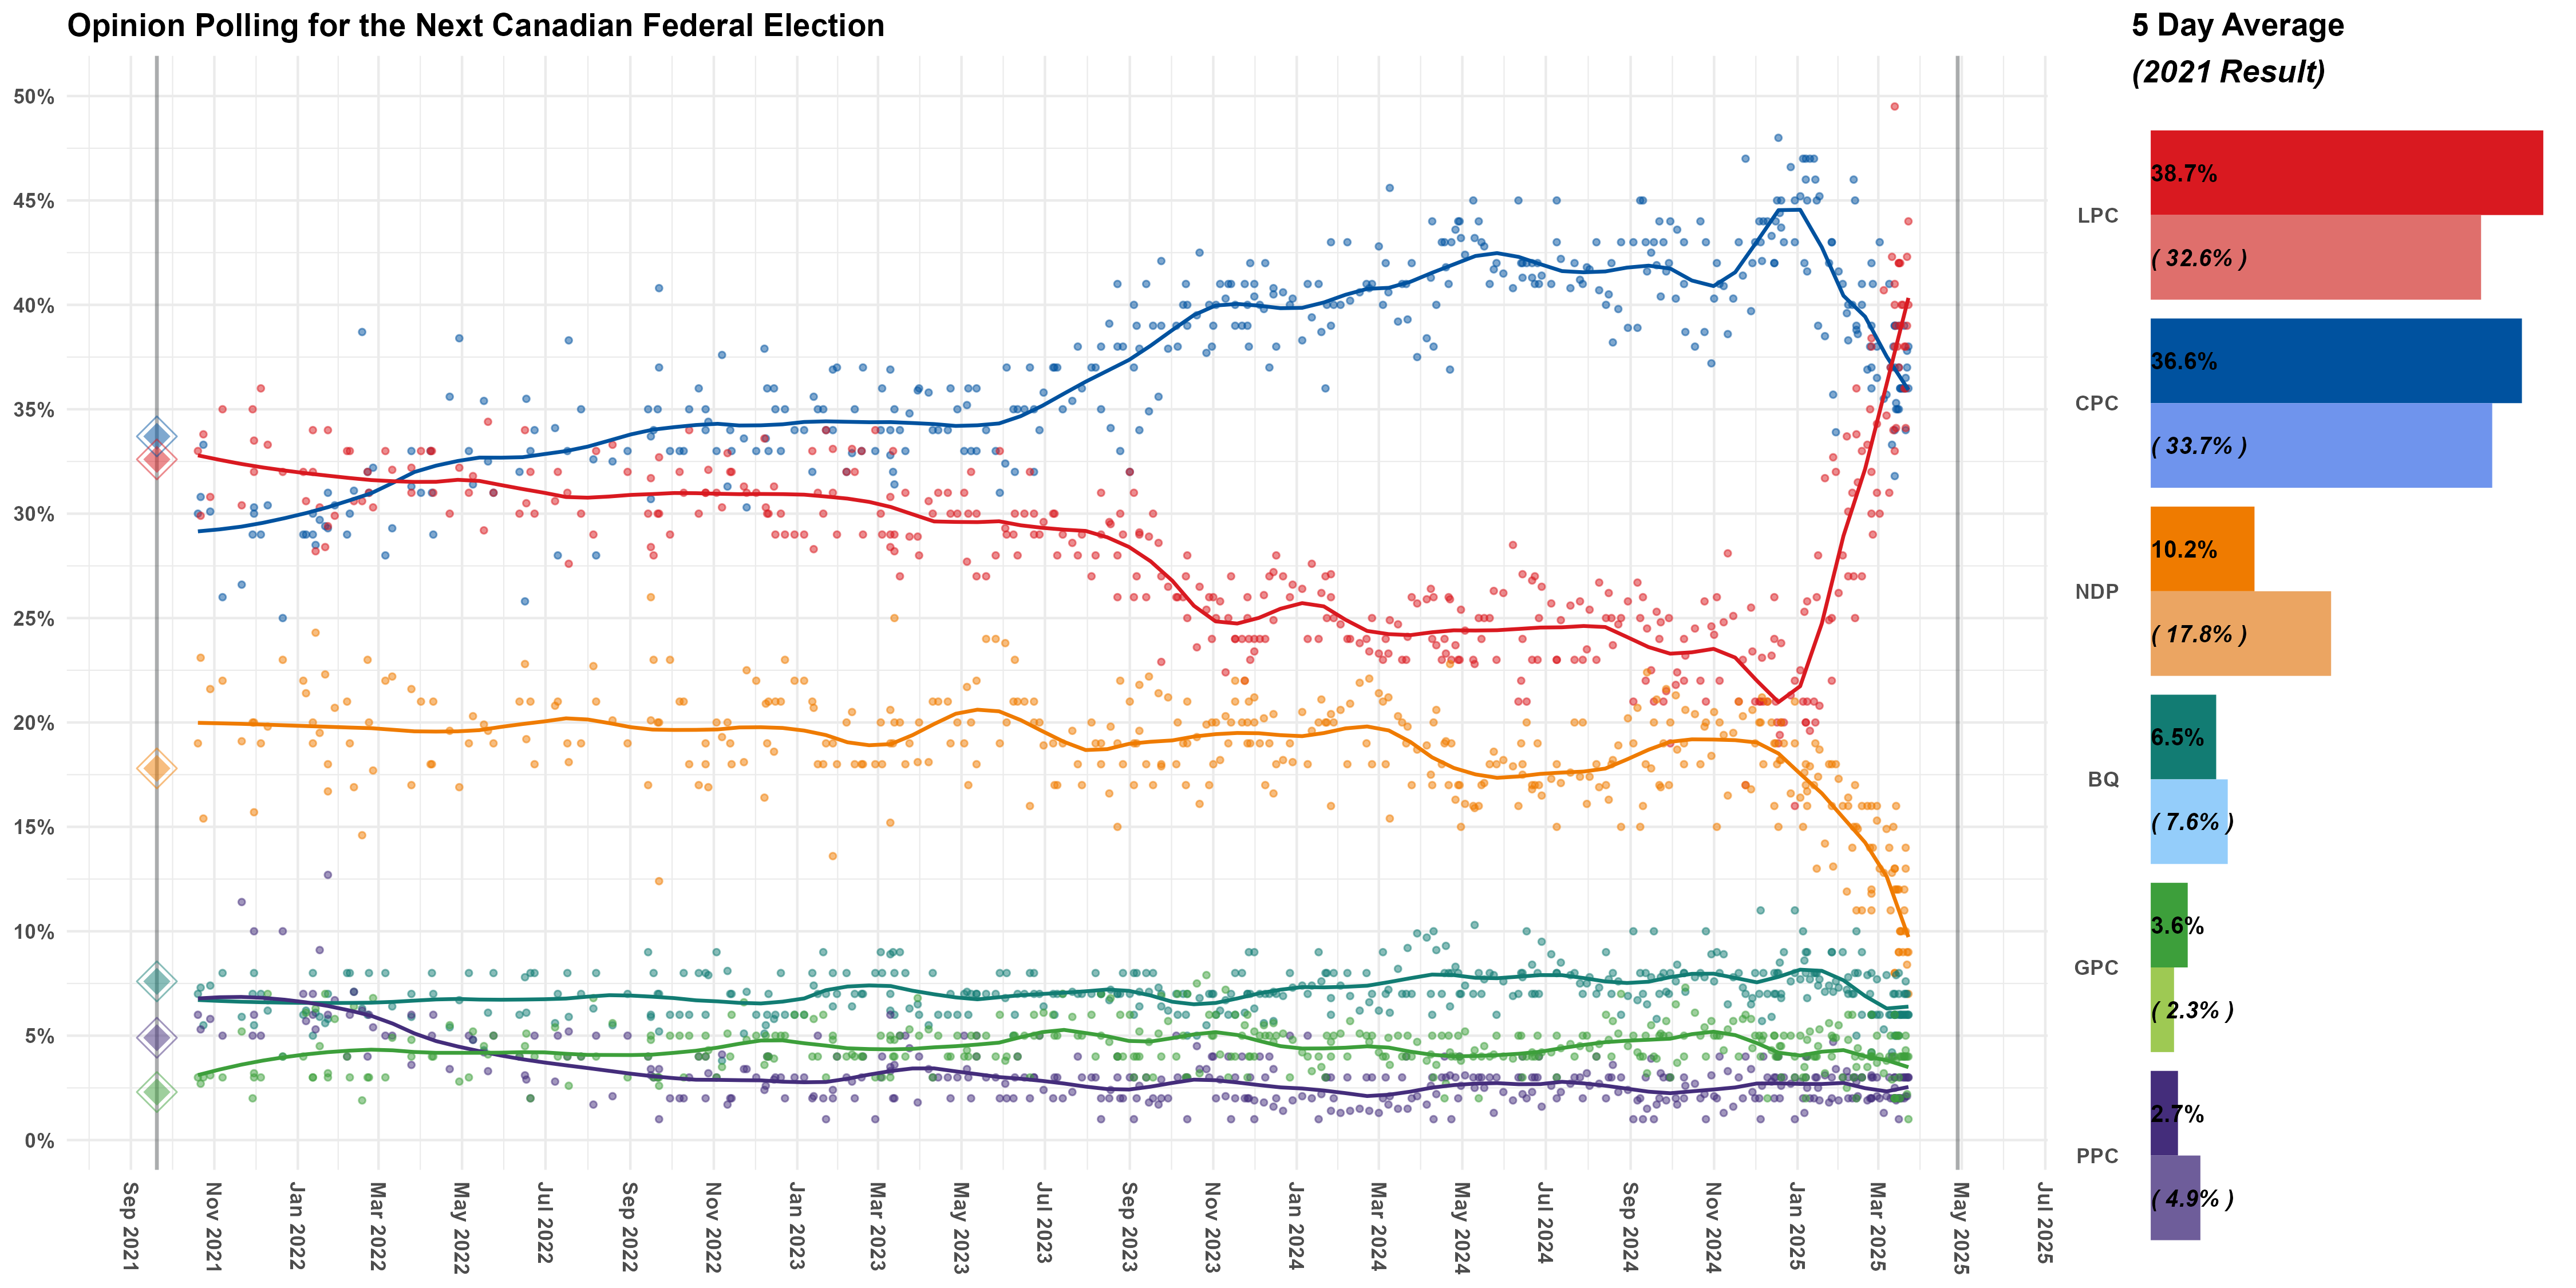 Opinion Polling for the Next Canadian Federal Election
50%
45%
40%
35%
30%
25%
20%
15%
10%
5%
0%
Sep 2021
Nov 2021
Jan 2022
Mar 2022
May 2022
Jul 2022
Sep 2022
Nov 2022
Jan 2023
Mar 2023
May 2023
Jul 2023
Sep 2023
Nov 2023
Jan 2024
Mar 2024
May 2024
Jul 2024
Sep 2024
Nov 2024
Jan 2025
Mar 2025
May 2025
Jul 2025
5 Day Average
(2021 Result)
LPC
38.7%
( 32.6% )
CPC
36.6%
( 33.7% )
NDP
10.2%
( 17.8% )
BQ
6.5%
( 7.6% )
GPC
3.6%
( 2.3% )
PPC
2.7%
( 4.9% )